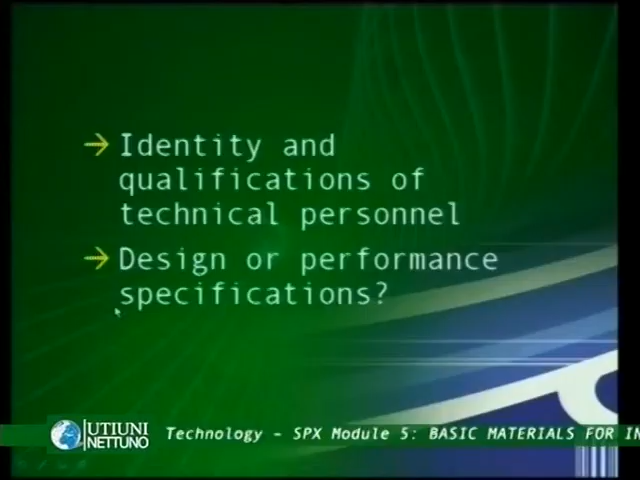 Identity and
qualifications of
technical personnel
Design or performance
specifications?
UTIUNI
NETTUNO
Technology - SPX Module 5: BASIC MATERIALS FOR IN